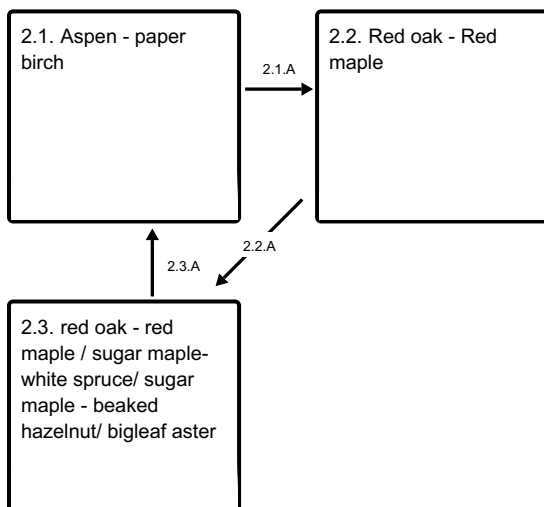 2.1. Aspen - paper
birch
2.1.A
2.2. Red oak - Red
maple
2.2.A
2.3.A
2.3. red oak - red
maple / sugar maple-
white spruce/ sugar
maple - beaked
hazelnut/ bigleaf aster